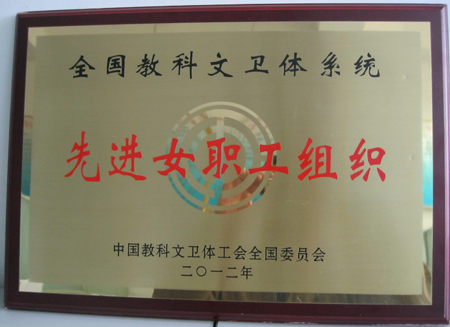 全国教科文卫体系统
先进女职工组织
中国教科文卫体工会全国委员会
二〇一二年